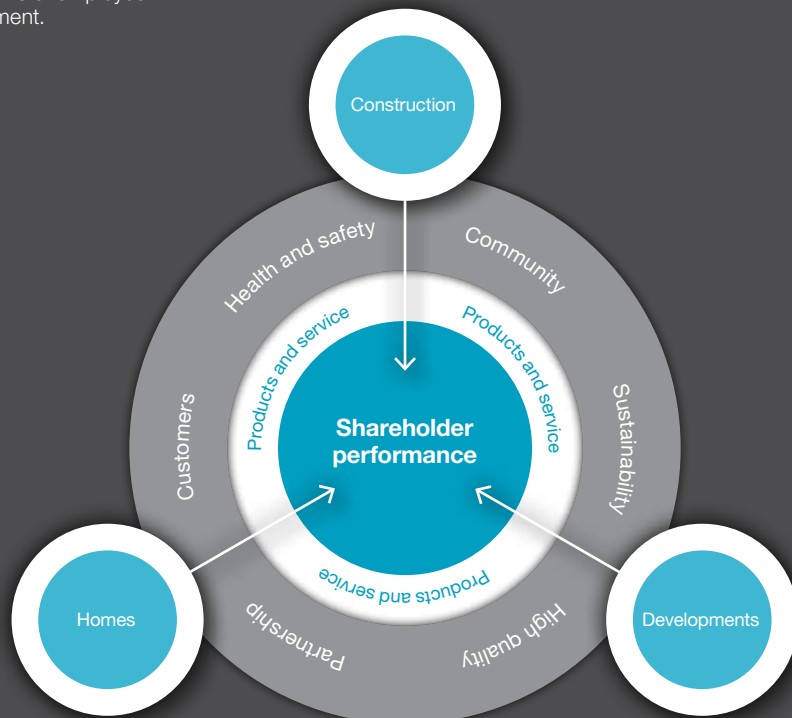 ment.
Construction
Health and safety
Community
Products and service
Products and service
Customers
Sustainability
Shareholder
performance
Products and service
Homes
Developments
Partnership
High quality